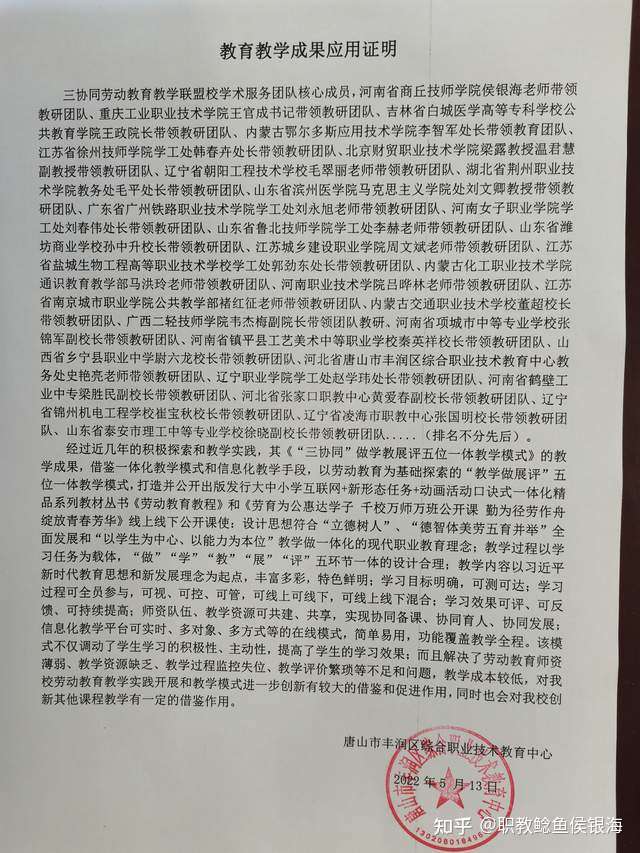 教育教学成果应用证明
三协同劳动教育教学联盟校学术服务团队核心成员，河南省商丘技师学院侯银海老师带领
教研团队、重庆工业职业技术学院王官成书记带领教研团队、吉林省白城医学高等专科学校公
共教育学院王政院长带领教研团队、内蒙古鄂尔多斯应用技术学院李智军处长带领教育团队、
江苏省徐州技师学院学工处韩春卉处长带领教研团队、北京财贸职业技术学院梁露教授温君慧
副教授带领教研团队、辽宁省朝阳工程技术学校毛翠丽老师带领教研团队、湖北省荆州职业技
术学院教务处毛平处长带领教研团队、山东省滨州医学院马克思主义学院处刘文卿教授带领教
研团队、广东省广州铁路职业技术学院学工处刘永旭老师带领教研团队、河南女子职业学院学
工处刘春伟处长带领团队、山东省鲁北技师学院学工处李赫老师带领教研团队、山东省潍
坊商业学校孙中升校长带领教研团队、江苏城乡建设职业学院周文斌老师带领教研团队、江苏
省盐城生物工程高等职业技术学校学工处郭劲东处长带领教研团队、内蒙古化工职业技术学院
通识教育教学部马洪玲老师带领教研团队、河南职业技术学院吕晔林老师带领教研团队、江苏
省南京城市职业学院公共教学部褚红征老师带领教研团队、内蒙古交通职业技术学校董超校长
带领教研团队、广西二轻技师学院韦杰梅副院长带领团队教研、河南省项城市中等专业学校张
锦军副校长带领教研团队、河南省镇平县工艺美术中等职业学校秦英祥校长带领教研团队、山
西省乡宁县职业中学尉六龙校长带领教研团队、河北省唐山市丰润区综合职业技术教育中心教
务处史艳亮老师带领教研团队、辽宁职业学院学工处赵学玮处长带领教研团队、河南省鹤壁工
业中专梁胜民副校长带领教研团队、河北省张家口职教中心黄爱春副校长带领教研团队、辽宁
省锦州机电工程学校崔宝秋校长带领教研团队、辽宁省凌海市职教中心张国明校长带领教研团
队、山东省泰安市理工中等专业学校徐晓副校长带领教研团队.....（排名不分先后）。
经过近几年的积极探索和教学实践，其《“三协同”做学教展评五位一体教学模式》的教
学成果，借鉴一体化教学模式和信息化教学手段，以劳动教育为基础探索的“教学做展评”五
位一体教学模式，打造并公开出版发行大中小学互联网+新形态任务+动画活动口诀式一体化精
品系列教材丛书《劳动教育教程》和《劳育为公惠达学子 千校万师万班公开课 勤为径劳作舟
绽放青春芳华》线上线下公开课使：设计思想符合“立德树人”、“德智体美劳五育并举”全
面发展和“以学生为中心、以能力为本位”教学做一体化的现代职业教育理念；教学过程以学
习任务为载体，“做”“学”“教”“展”“评”五环节一体的设计合理；教学内容以习近平
新时代教育思想和新发展理念为起点，丰富多彩，特色鲜明；学习目标明确，可测可达；学习
过程可全员参与，可视、可控、可管，可线上可线下，可线上线下混合；学习效果可评、可反
馈、可持续提高；师资队伍、教学资源可共建、共享，实现协同备课、协同育人、协同发展；
信息化教学平台可实时、多对象、多方式等的在线模式，简单易用，功能覆盖教学全程。该模
式不仅调动了学生学习的积极性、主动性，提高了学生的学习效果；而且解决了劳动教育师资
薄弱、教学资源缺乏、教学过程监控失位、教学评价繁琐等不足和问题，教学成本较低，对我
校劳动教育教学实践开展和教学模式进一步创新有较大的借鉴和促进作用，同时也会对我校创
新其他课程教学有一定的借鉴作用。
唐山市丰润区综合职业技术教育中心
2022 年 5 月 13 日
唐山市丰润区综合职业技术教育中心
知乎 @职教鲶鱼侯银海